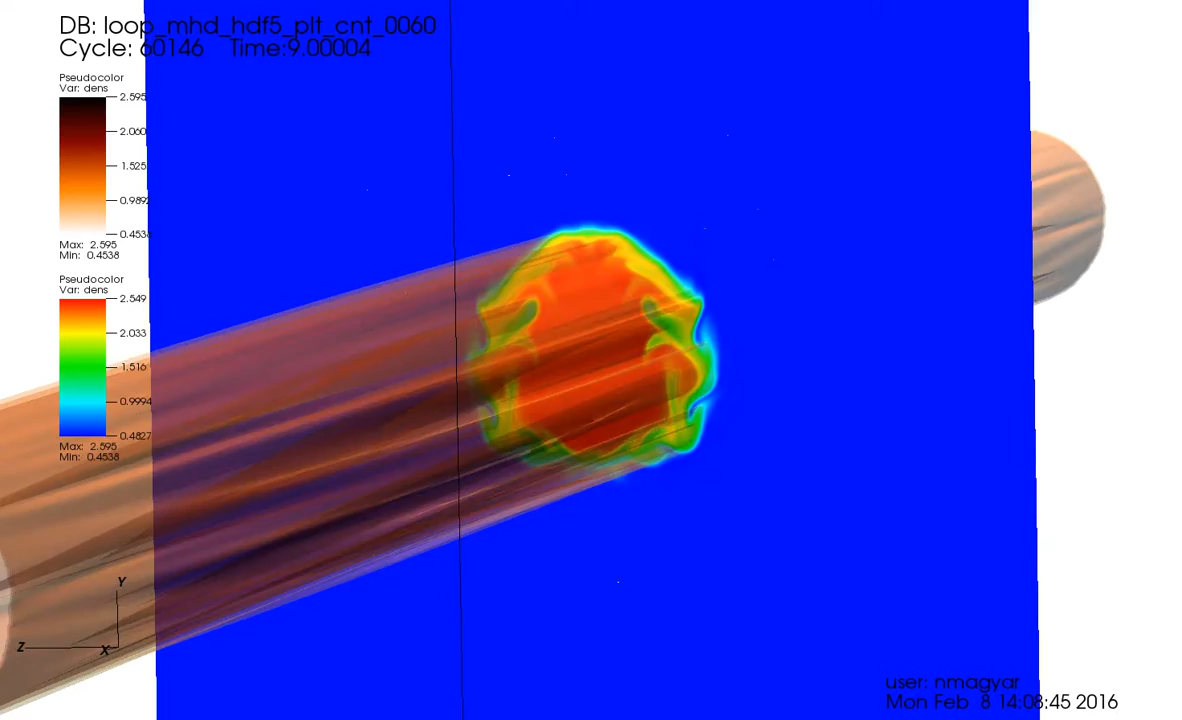 DB: loop_mhd_hdf5_plt_cnt_0060
Cycle: 60146 Time:9.00004
Pseudocolor
Var: dens
2.595
2.060
1.525
0.9892
0.4538
Max: 2.595
Min: 0.4538
Pseudocolor
Var: dens
2.549
2.033
1.516
0.9994
0.4827
Max: 2.595
Min: 0.4538
Y
Z
X
user: nmagyar
Mon Feb 8 14:08:45 2016